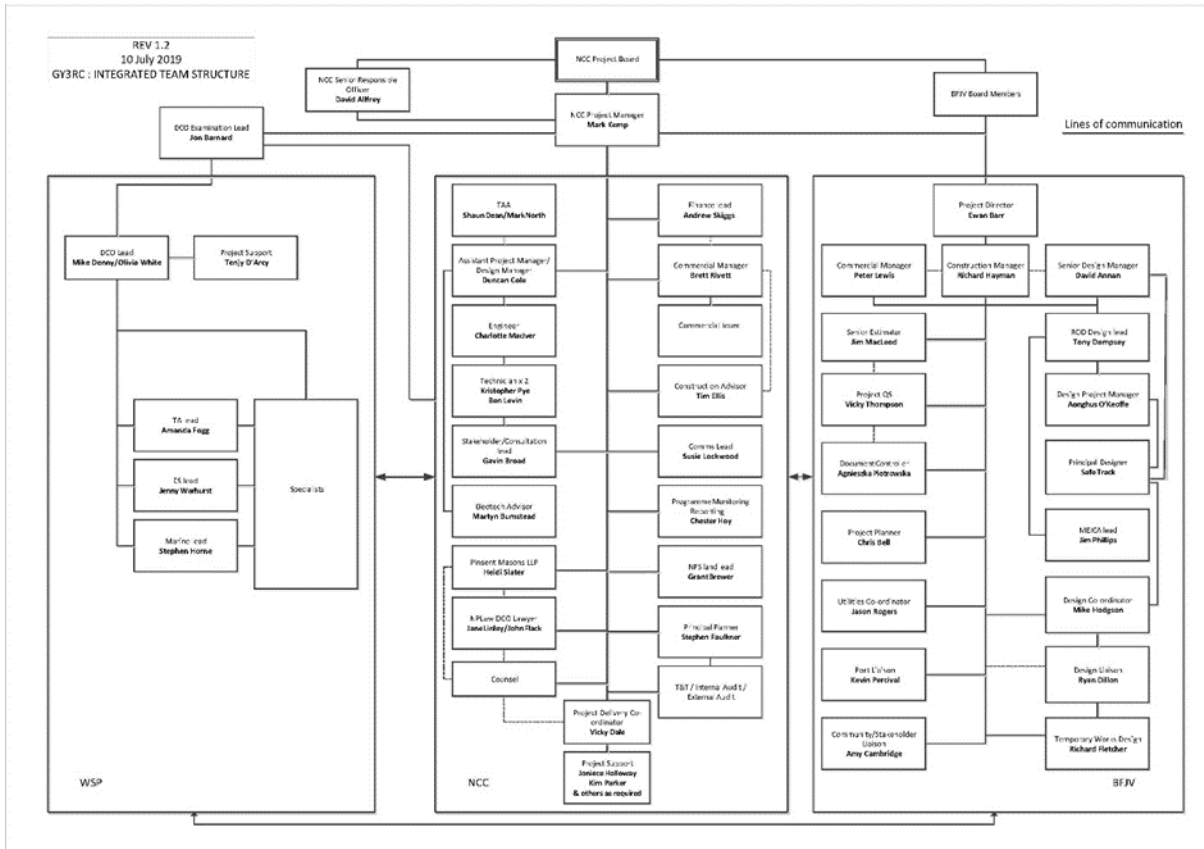 REV 1.2
10 July 2019
GY3RC : INTEGRATED TEAM STRUCTURE
NCC Project Board
NCC Senior Responsible
Officer
David Allfrey
BFJV Board Members
NCC Project Manager
Mark Kemp
DCO Examination Lead
Jon Barnard
Lines of communication
DCO Lead
Mike Denny/Olivia White
Project Support
Tenjy D'Arcy
TA lead
Amanda Fogg
ES lead
Jenny Warhurst
Marine lead
Stephen Horne
Specialists
WSP
TAA
Shaun Dean/Mark North
Assistant Project Manager/
Design Manager
Duncan Cole
Engineer
Charlotte MacIver
Technician x 2
Kristopher Pye
Ben Levin
Stakeholder/Consultation
lead
Gavin Broad
Geotech Advisor
Martyn Bumstead
Pinsent Masons LLP
Heidi Slater
NPLaw DCO Lawyer
Jane Linley/John Flack
Counsel
Finance lead
Andrew Skiggs
Commercial Manager
Brett Rivett
Commercial
Construction Advisor
Tim Ellis
Comms Lead
Susie Lockwood
Programme Monitoring
Reporting
Chester Hoy
NPS land lead
Grant Brewer
Principal Planner
Stephen Faulkner
T&T / Internal Audit /
External Audit
Project Delivery Co-
ordinator
Vicky Dale
Project Support
Joniece Holloway
Kim Parker
& others as required
NCC
Project Director
Ewan Barr
Commercial Manager
Peter Lewis
Construction Manager
Richard Hayman
Senior Design Manager
David Annan
Senior Estimator
Jim MacLeod
Project QS
Vicky Thompson
Document Controller
Agnieszka Piotrowska
Project Planner
Chris Bell
Utilities Co-ordinator
Jason Rogers
Port Liaison
Kevin Percival
Community/Stakeholder
Liaison
Amy Cambridge
ROD Design lead
Tony Dempsey
Design Project Manager
Aonghus O'Keeffe
Principal Designer
Safe Track
MEICA lead
Jim Phillips
Design Co-ordinator
Mike Hodgson
Design Liaison
Ryan Dillon
Temporary Works Design
Richard Fletcher
BFJV